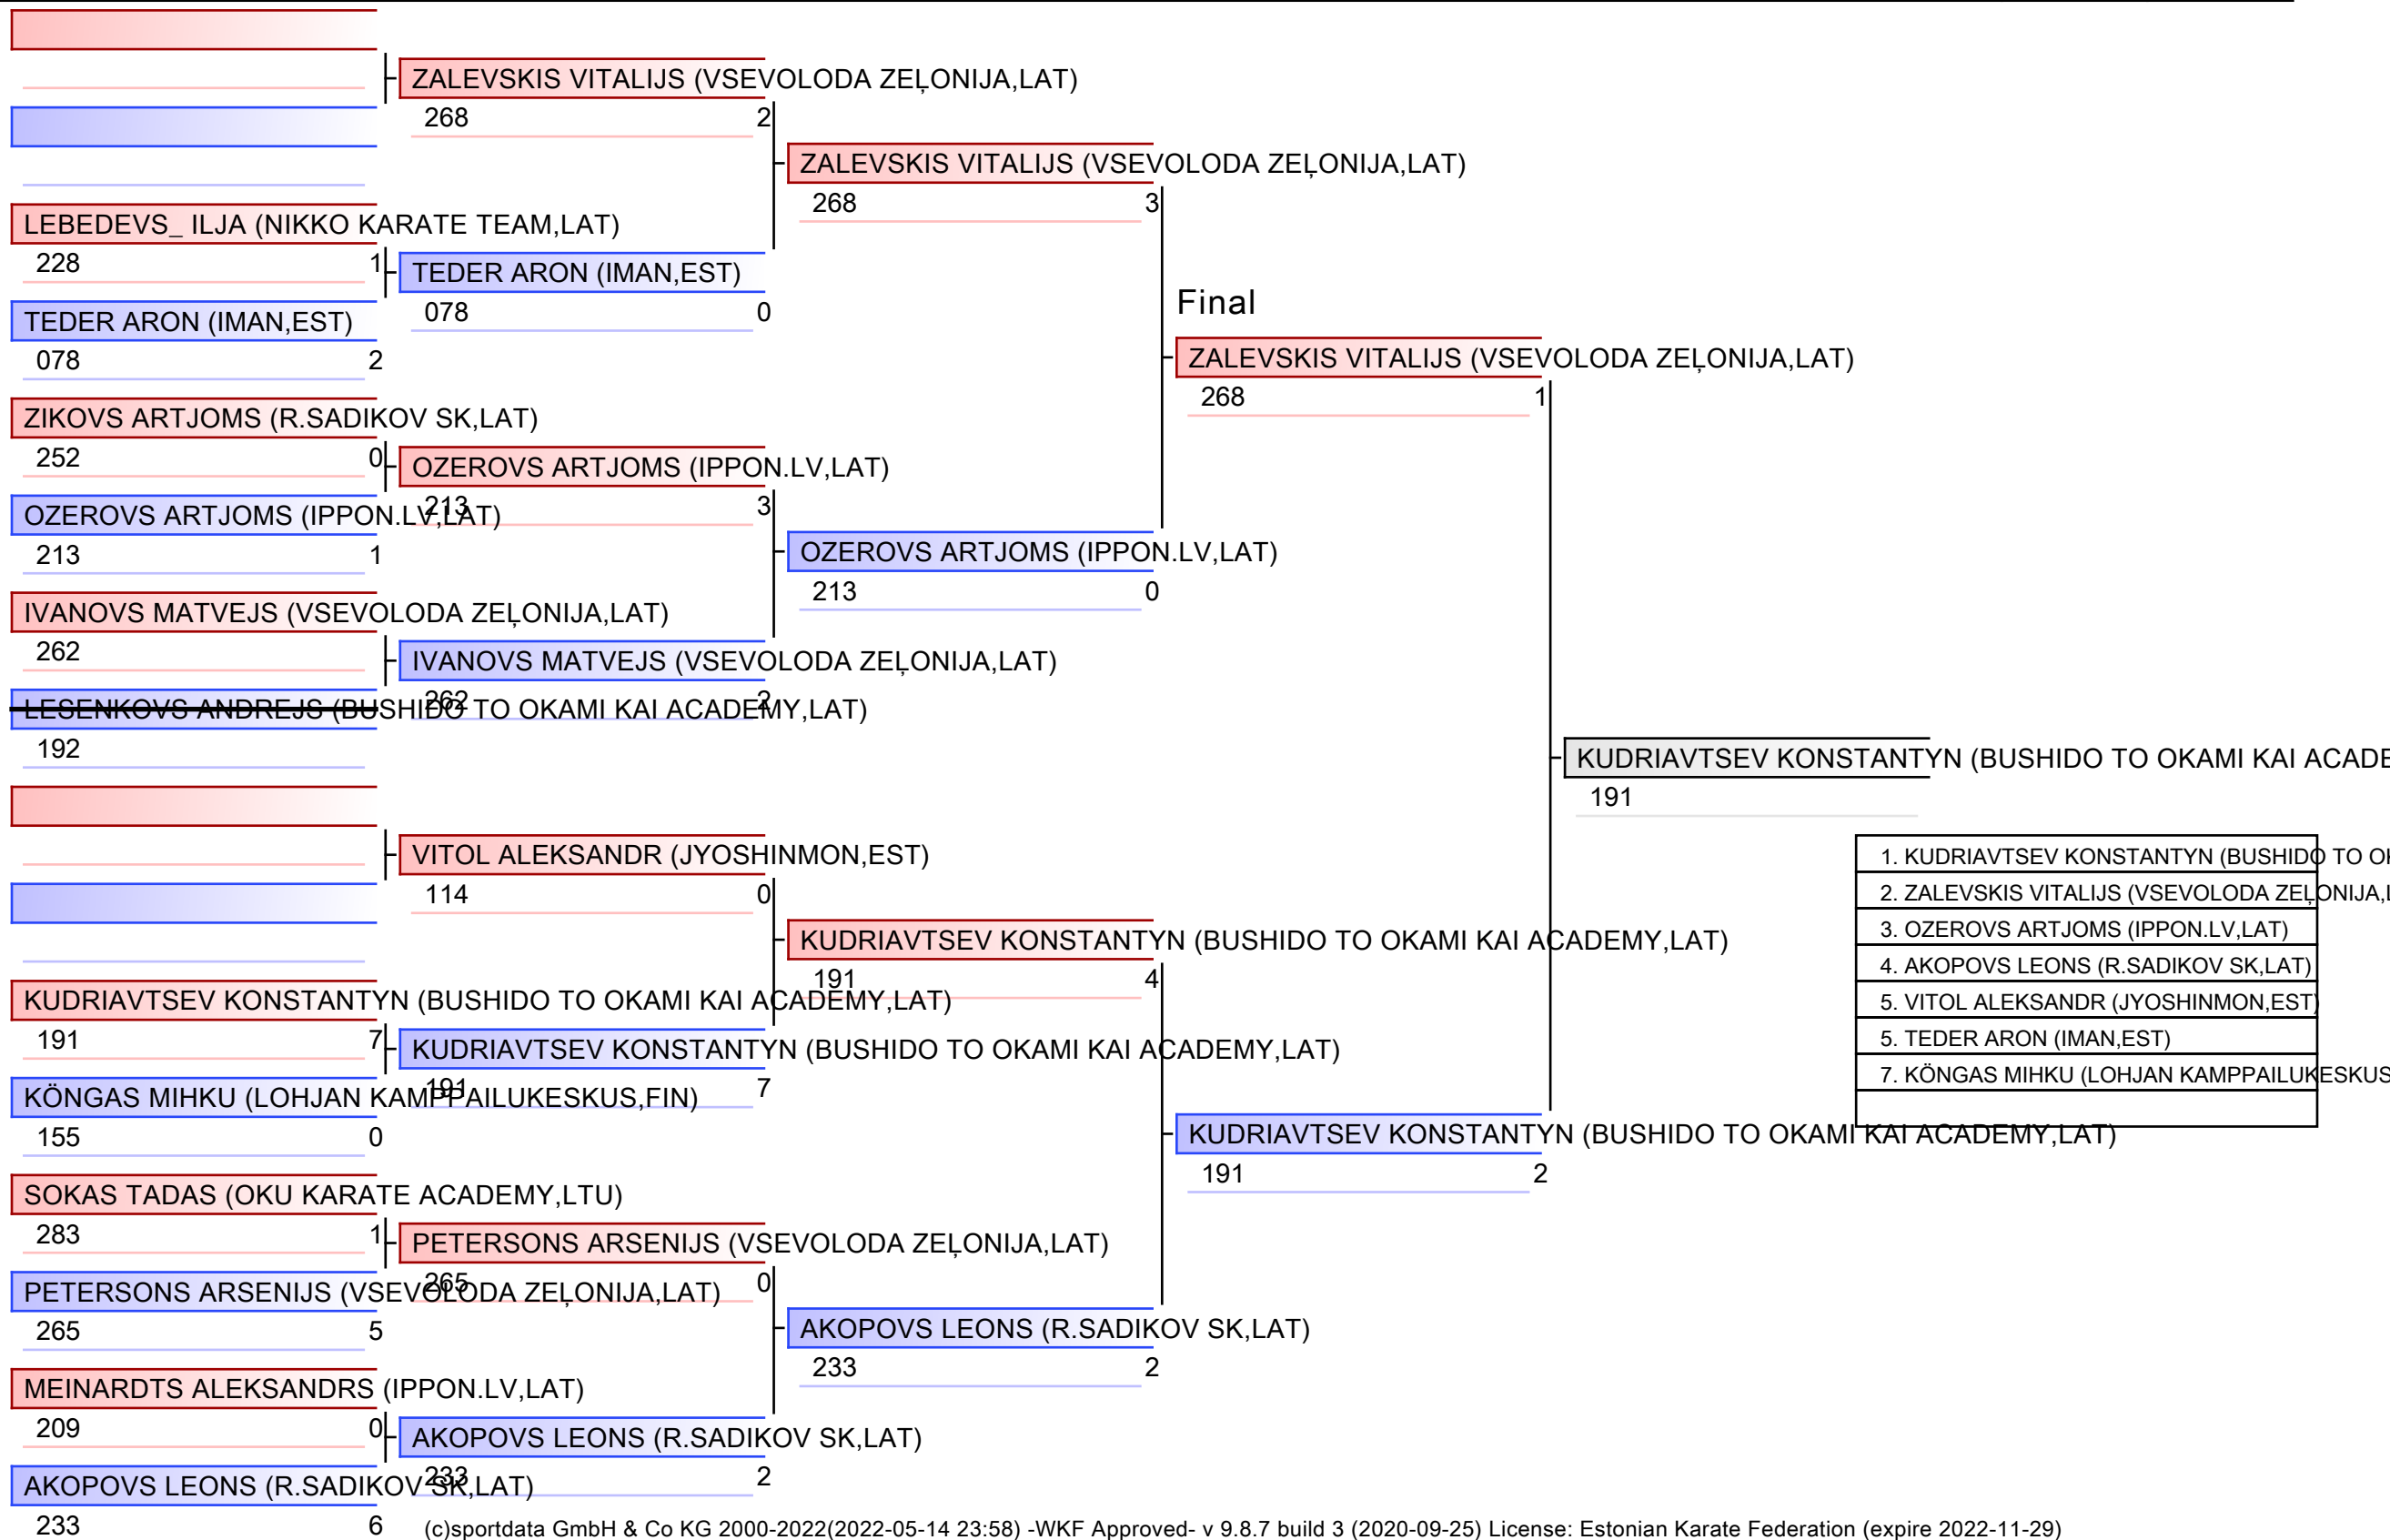 ZALEVSKIS VITALIJS (VSEVOLODA ZEĻONIJA,LAT)
268 2
ZALEVSKIS VITALIJS (VSEVOLODA ZEĻONIJA,LAT)
268 3
LEBEDEVS_ ILJA (NIKKO KARATE TEAM,LAT)
228 1
TEDER ARON (IMAN,EST)
078 0
TEDER ARON (IMAN,EST)
078 2
Final
ZALEVSKIS VITALIJS (VSEVOLODA ZEĻONIJA,LAT)
268 1
ZIKOVS ARTJOMS (R.SADIKOV SK,LAT)
252 0
OZEROVS ARTJOMS (IPPON.LV,LAT)
213 3
OZEROVS ARTJOMS (IPPON.LV,LAT)
213 1
OZEROVS ARTJOMS (IPPON.LV,LAT)
213 0
IVANOVS MATVEJS (VSEVOLODA ZEĻONIJA,LAT)
262
IVANOVS MATVEJS (VSEVOLODA ZEĻONIJA,LAT)
262 2
LESENKOVS ANDREJS (BUSHIDO TO OKAMI KAI ACADEMY,LAT)
192
KUDRIAVTSEV KONSTANTYN (BUSHIDO TO OKAMI KAI ACADE
191
VITOL ALEKSANDR (JYOSHINMON,EST)
114 0
KUDRIAVTSEV KONSTANTYN (BUSHIDO TO OKAMI KAI ACADEMY,LAT)
191 4
KUDRIAVTSEV KONSTANTYN (BUSHIDO TO OKAMI KAI ACADEMY,LAT)
191 7
KUDRIAVTSEV KONSTANTYN (BUSHIDO TO OKAMI KAI ACADEMY,LAT)
191 7
KÖNGAS MIHKU (LOHJAN KAMPPAILUKESKUS,FIN)
155 0
KUDRIAVTSEV KONSTANTYN (BUSHIDO TO OKAMI KAI ACADEMY,LAT)
191 2
1. KUDRIAVTSEV KONSTANTYN (BUSHIDO TO OK
2. ZALEVSKIS VITALIJS (VSEVOLODA ZEĻONIJA,L
3. OZEROVS ARTJOMS (IPPON.LV,LAT)
4. AKOPOVS LEONS (R.SADIKOV SK,LAT)
5. VITOL ALEKSANDR (JYOSHINMON,EST)
5. TEDER ARON (IMAN,EST)
7. KÖNGAS MIHKU (LOHJAN KAMPPAILUKESKUS
SOKAS TADAS (OKU KARATE ACADEMY,LTU)
283 1
PETERSONS ARSENIJS (VSEVOLODA ZEĻONIJA,LAT)
265 0
PETERSONS ARSENIJS (VSEVOLODA ZEĻONIJA,LAT)
265 5
AKOPOVS LEONS (R.SADIKOV SK,LAT)
233 2
MEINARDTS ALEKSANDRS (IPPON.LV,LAT)
209 0
AKOPOVS LEONS (R.SADIKOV SK,LAT)
233 2
AKOPOVS LEONS (R.SADIKOV SK,LAT)
233 6
(c)sportdata GmbH & Co KG 2000-2022(2022-05-14 23:58) -WKF Approved- v 9.8.7 build 3 (2020-09-25) License: Estonian Karate Federation (expire 2022-11-29)